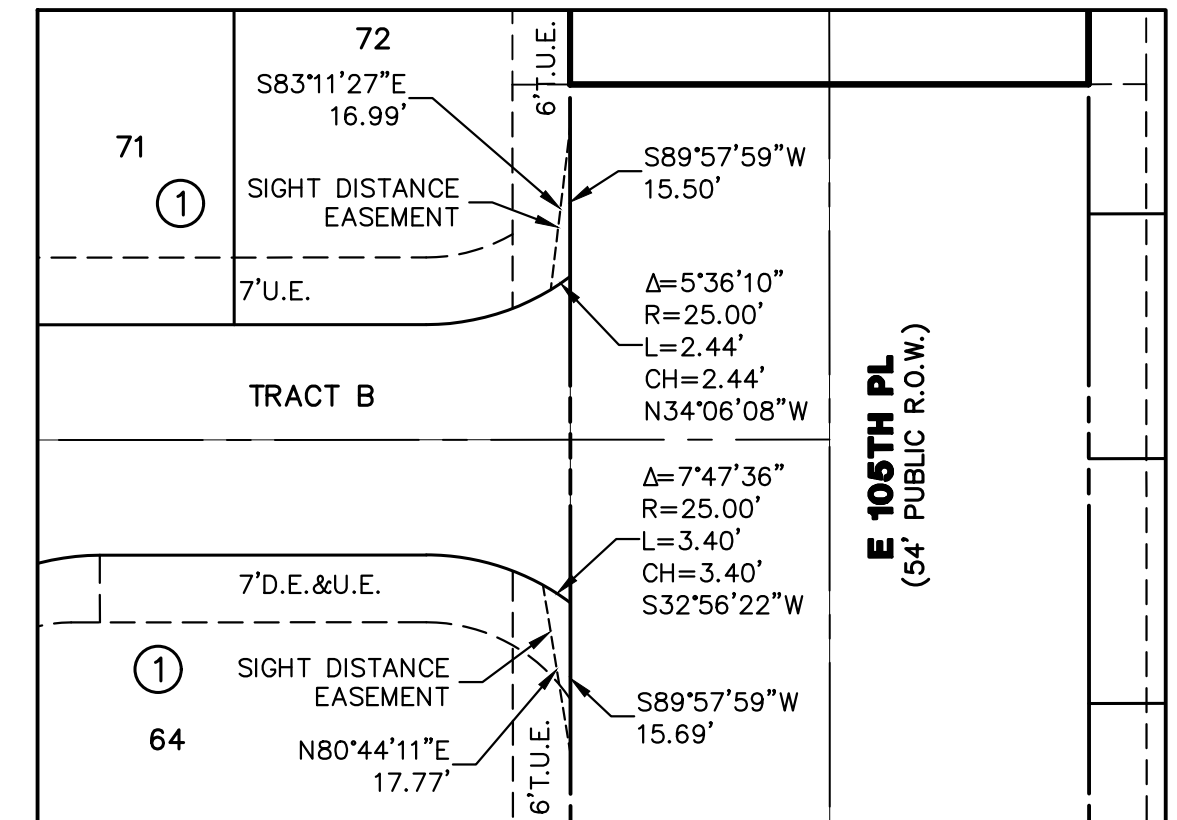 72
6'T.U.E.
S83°11'27"E
16.99'
71
1
SIGHT DISTANCE
EASEMENT
S89°57'59"W
15.50'
7'U.E.
Δ=5°36'10"
R=25.00'
L=2.44'
CH=2.44'
N34°06'08"W
TRACT B
E 105TH PL
(54' PUBLIC R.O.W.)
Δ=7°47'36"
R=25.00'
L=3.40'
CH=3.40'
S32°56'22"W
7'D.E.&U.E.
1
SIGHT DISTANCE
EASEMENT
64
S89°57'59"W
15.69'
N80°44'11"E
17.77'
6'T.U.E.